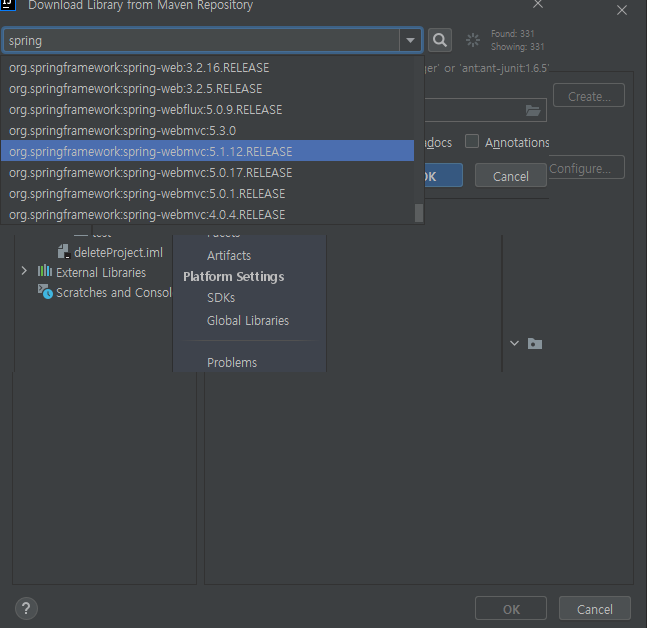 Download Library from Maven Repository
spring
Found: 331
Showing: 331
org.springframework:spring-web:3.2.16.RELEASE
ger' or 'ant:ant-junit:1.6.5'
org.springframework:spring-web:3.2.5.RELEASE
Create...
org.springframework:spring-webflux:5.0.9.RELEASE
org.springframework:spring-webmvc:5.3.0
Annotations
org.springframework:spring-webmvc:5.1.12.RELEASE
org.springframework:spring-webmvc:5.0.17.RELEASE
OK
Cancel
Configure...
org.springframework:spring-webmvc:5.0.1.RELEASE
org.springframework:spring-webmvc:4.0.4.RELEASE
test
Facets
deleteProject.iml
Artifacts
External Libraries
Platform Settings
Scratches and Consol
SDKs
Global Libraries
Problems
?
OK
Cancel